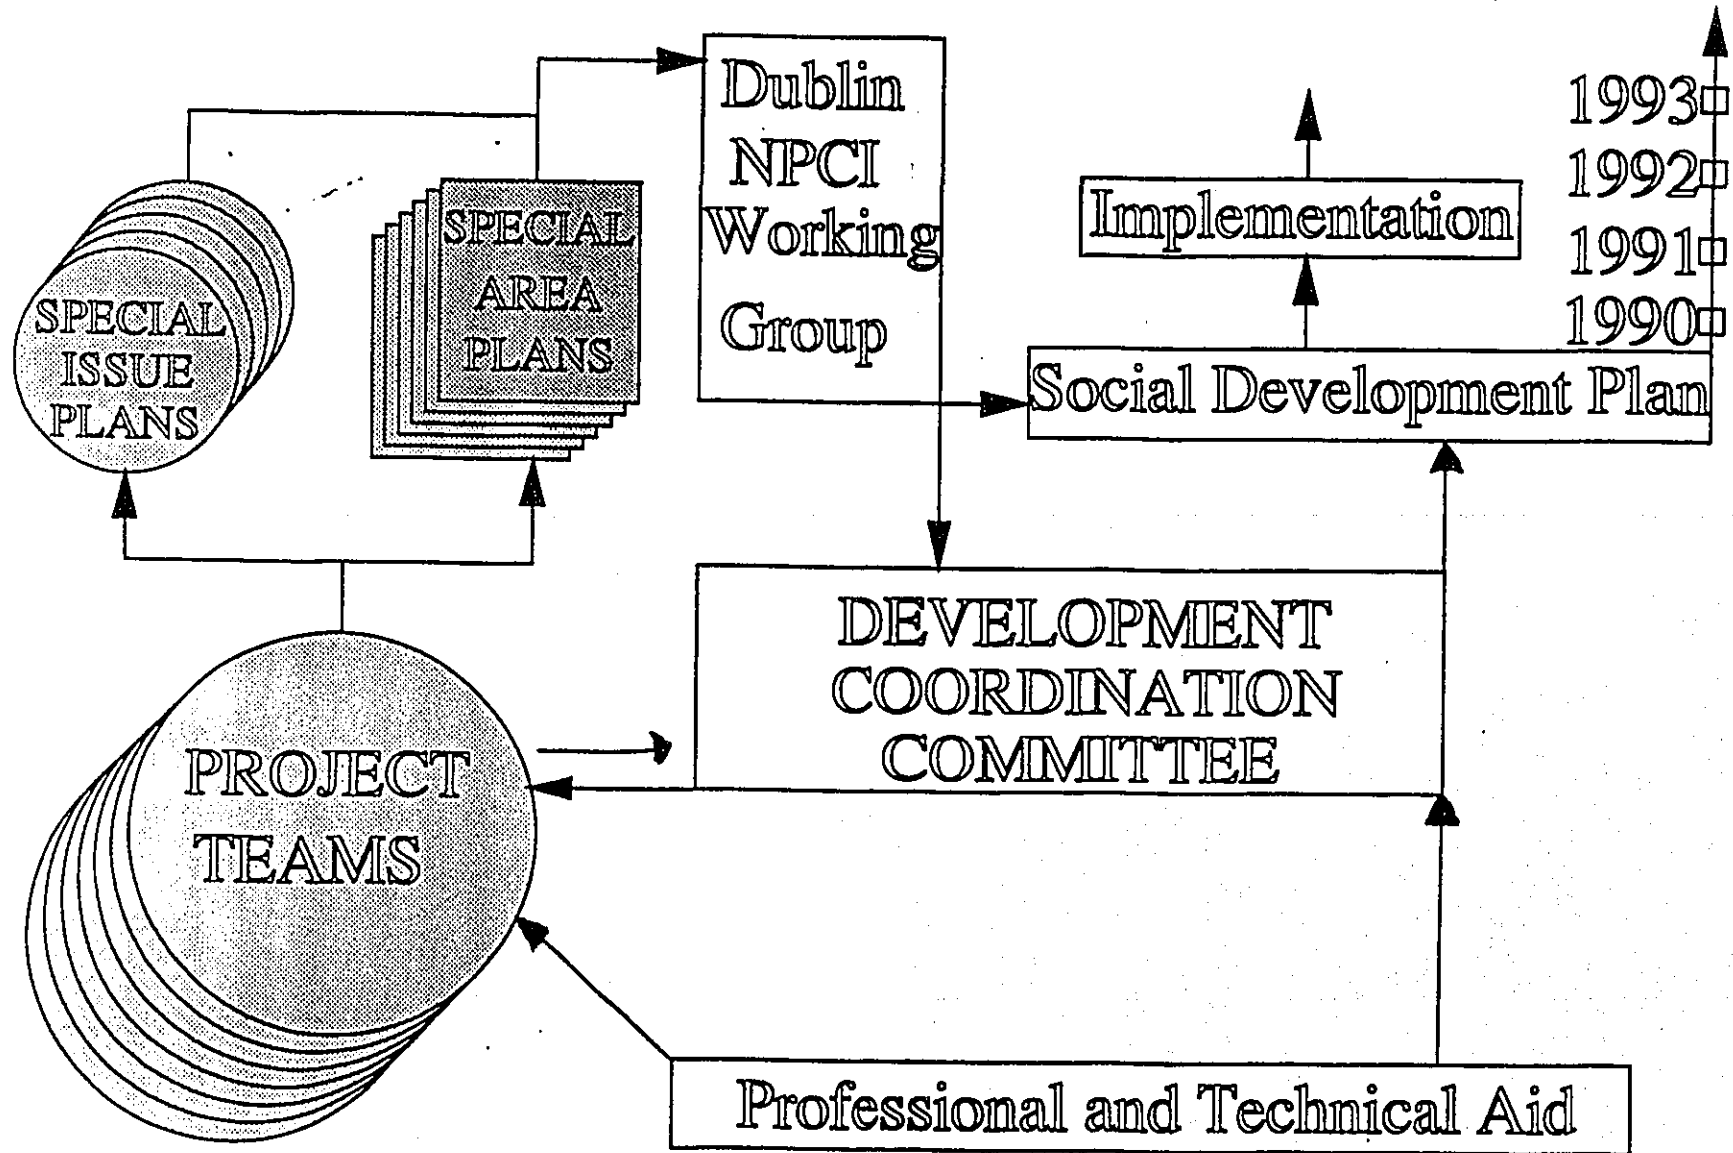 Dublin
NPCI
Working
Group
1993
1992
1991
1990
Implementation
Social Development Plan
SPECIAL
ISSUE
PLANS
SPECIAL
AREA
PLANS
DEVELOPMENT
COORDINATION
COMMITTEE
PROJECT
TEAMS
Professional and Technical Aid